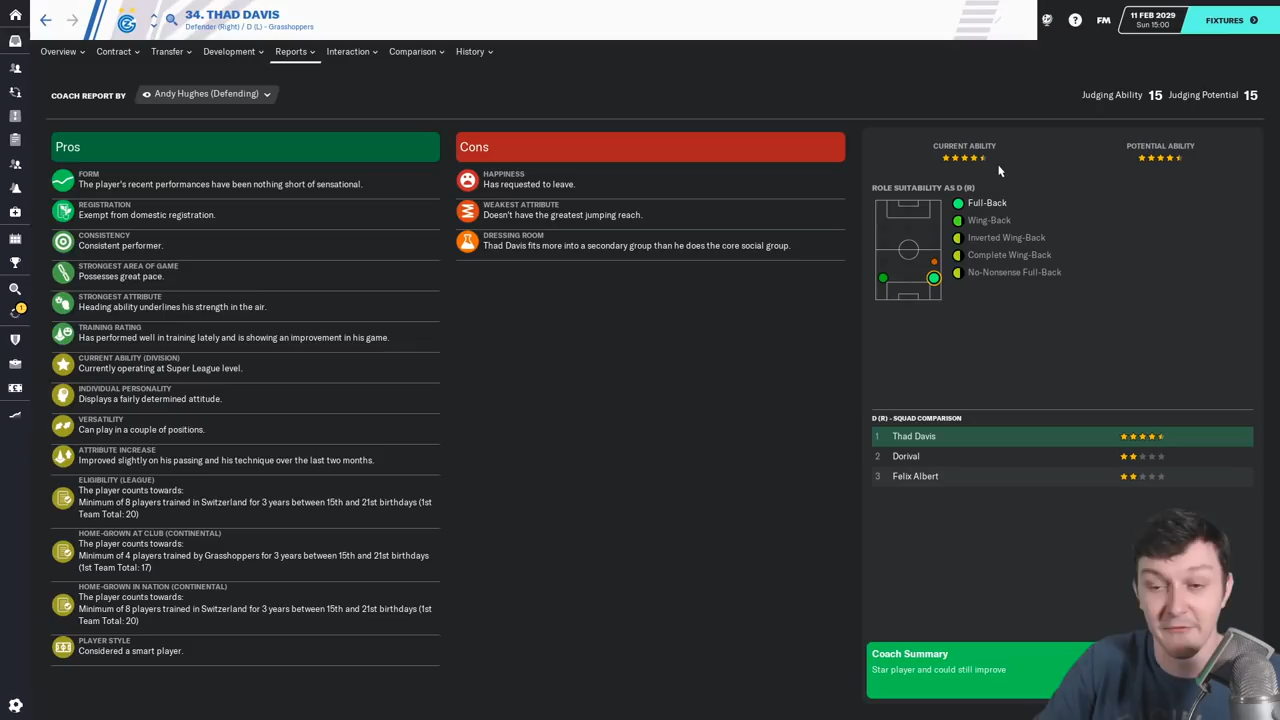 34. THAD DAVIS
Defender (Right) / D (L) - Grasshoppers
FM
11 FEB 2029
Sun 15:00
FIXTURES
Overview
Contract
Transfer
Development
Reports
Interaction
Comparison
History
COACH REPORT BY
Andy Hughes (Defending)
Judging Ability 15 Judging Potential 15
Pros
FORM
The player's recent performances have been nothing short of sensational.
REGISTRATION
Exempt from domestic registration.
CONSISTENCY
Consistent performer.
STRONGEST AREA OF GAME
Possesses great pace.
STRONGEST ATTRIBUTE
Heading ability underlines his strength in the air.
TRAINING RATING
Has performed well in training lately and is showing an improvement in his game.
CURRENT ABILITY (DIVISION)
Currently operating at Super League level.
INDIVIDUAL PERSONALITY
Displays a fairly determined attitude.
VERSATILITY
Can play in a couple of positions.
ATTRIBUTE INCREASE
Improved slightly on his passing and his technique over the last two months.
ELIGIBILITY (LEAGUE)
The player counts towards:
Minimum of 8 players trained in Switzerland for 3 years between 15th and 21st birthdays (1st
Team Total: 20)
HOME-GROWN AT CLUB (CONTINENTAL)
The player counts towards:
Minimum of 4 players trained by Grasshoppers for 3 years between 15th and 21st birthdays
(1st Team Total: 17)
HOME-GROWN IN NATION (CONTINENTAL)
The player counts towards:
Minimum of 8 players trained in Switzerland for 3 years between 15th and 21st birthdays (1st
Team Total: 20)
PLAYER STYLE
Considered a smart player.
Cons
HAPPINESS
Has requested to leave.
WEAKEST ATTRIBUTE
Doesn't have the greatest jumping reach.
DRESSING ROOM
Thad Davis fits more into a secondary group than he does the core social group.
CURRENT ABILITY
POTENTIAL ABILITY
ROLE SUITABILITY AS D (R)
Full-Back
Wing-Back
Inverted Wing-Back
Complete Wing-Back
No-Nonsense Full-Back
D (R) - SQUAD COMPARISON
1 Thad Davis
2 Dorival
3 Felix Albert
Coach Summary
Star player and could still improve
1